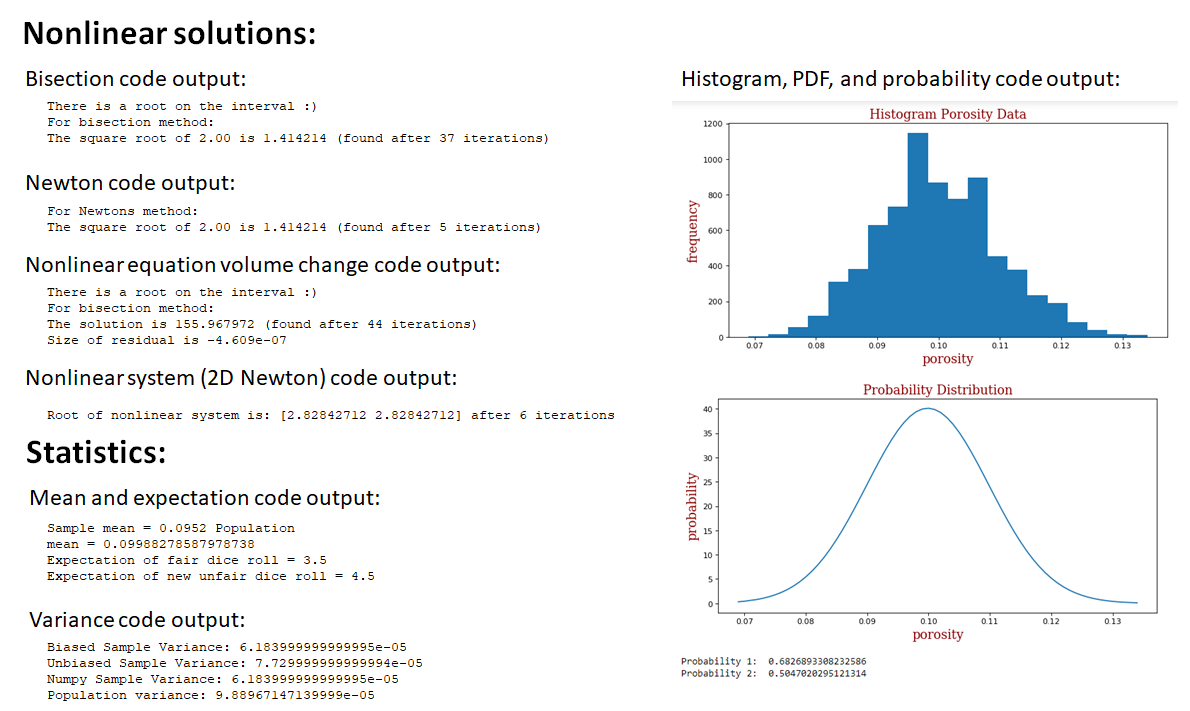 Nonlinear solutions:
Bisection code output:
There is a root on the interval :)
For bisection method:
The square root of 2.00 is 1.414214 (found after 37 iterations)
Newton code output:
For Newtons method:
The square root of 2.00 is 1.414214 (found after 5 iterations)
Nonlinear equation volume change code output:
There is a root on the interval :)
For bisection method:
The solution is 155.967972 (found after 44 iterations)
Size of residual is -4.609e-07
Nonlinear system (2D Newton) code output:
Root of nonlinear system is: [2.82842712 2.82842712] after 6 iterations
Statistics:
Mean and expectation code output:
Sample mean = 0.0952 Population
mean = 0.09988278587978738
Expectation of fair dice roll = 3.5
Expectation of new unfair dice roll = 4.5
Variance code output:
Biased Sample Variance: 6.183999999999995e-05
Unbiased Sample Variance: 7.729999999999994e-05
Numpy Sample Variance: 6.183999999999995e-05
Population variance: 9.88967147139999e-05
Histogram, PDF, and probability code output:
Histogram Porosity Data
1200
1000
800
600
400
200
0
frequency
0.07 0.08 0.09 0.10 0.11 0.12 0.13
porosity
Probability Distribution
40
35
30
25
20
15
10
5
0
probability
0.07 0.08 0.09 0.10 0.11 0.12 0.13
porosity
Probability 1: 0.6826893308232586
Probability 2: 0.5047020295121314